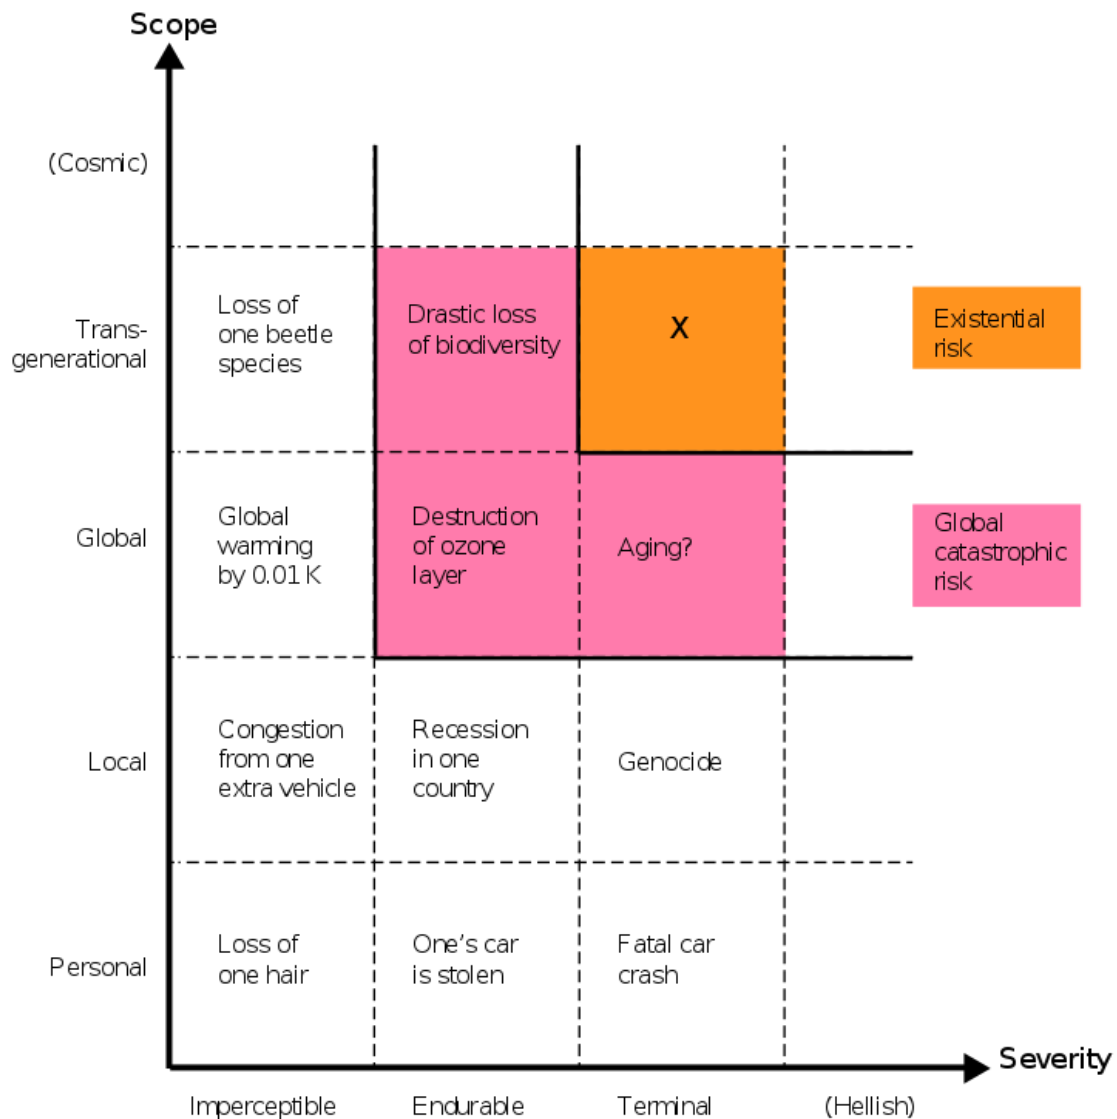 Scope
(Cosmic)
Trans-
generational
Loss of
one beetle
species
Drastic loss
of biodiversity
X
Existential
risk
Global
Global
warming
by 0.01 K
Destruction
of ozone
layer
Aging?
Global
catastrophic
risk
Local
Congestion
from one
extra vehicle
Recession
in one
country
Genocide
Personal
Loss of
one hair
One’s car
is stolen
Fatal car
crash
Severity
Imperceptible
Endurable
Terminal
(Hellish)